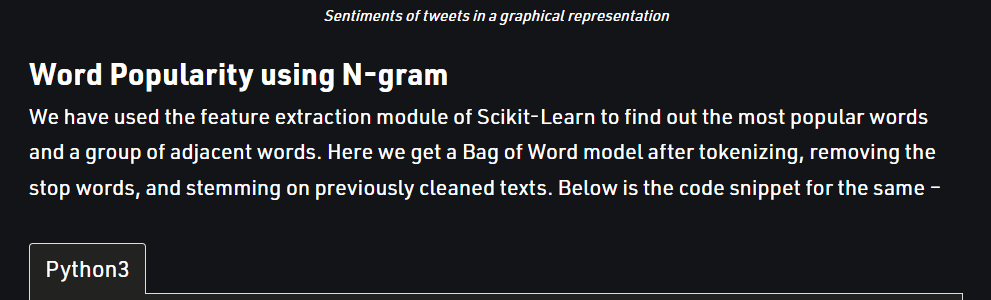 Sentiments of tweets in a graphical representation
Word Popularity using N-gram
We have used the feature extraction module of Scikit-Learn to find out the most popular words
and a group of adjacent words. Here we get a Bag of Word model after tokenizing, removing the
stop words, and stemming on previously cleaned texts. Below is the code snippet for the same –
Python3